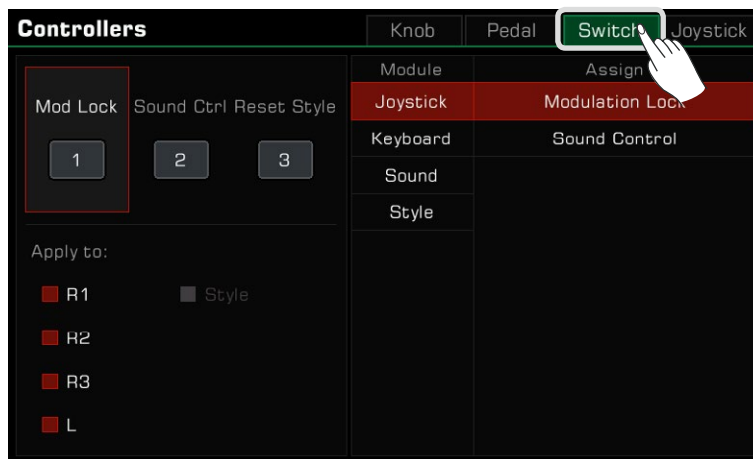 Controllers
Knob Pedal Switch Joystick
Mod Lock Sound Ctrl Reset Style
1 2 3
Apply to:
R1 Style
R2
R3
L
Module Assign
Joystick Modulation Lock
Keyboard Sound Control
Sound
Style